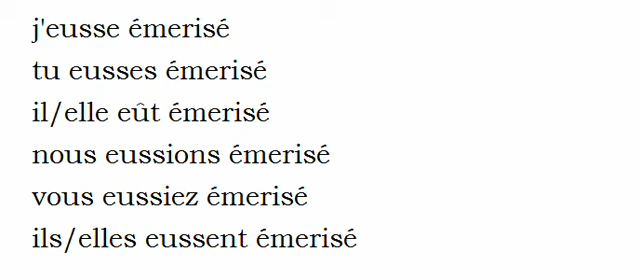 j'eusse émerisé
tu eusses émerisé
il/elle eût émerisé
nous eussions émerisé
vous eussiez émerisé
ils/elles eussent émerisé